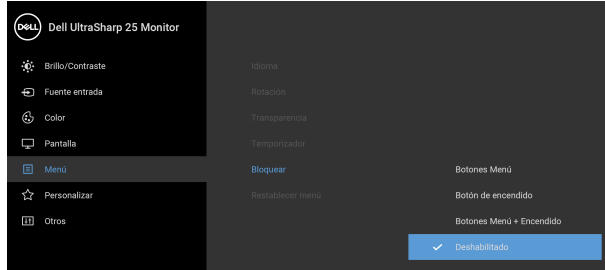 DELL Dell UltraSharp 25 Monitor
Brillo/Contraste
Fuente entrada
Color
Pantalla
Menú
Personalizar
Otros
Idioma
Rotación
Transparencia
Temporizador
Bloquear
Restablecer menú
Botones Menú
Botón de encendido
Botones Menú + Encendido
Deshabilitado